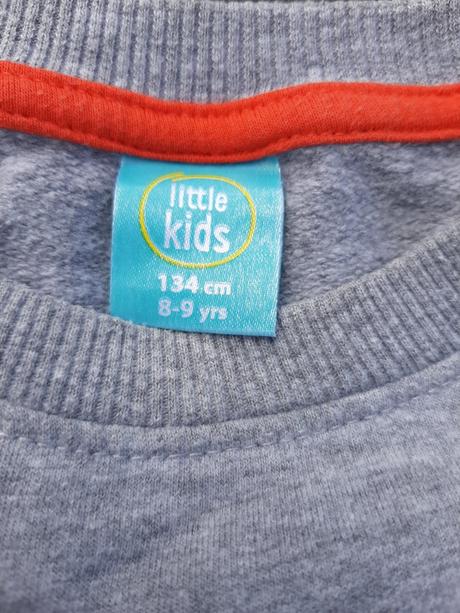 little
kids
134 cm
8-9 yrs